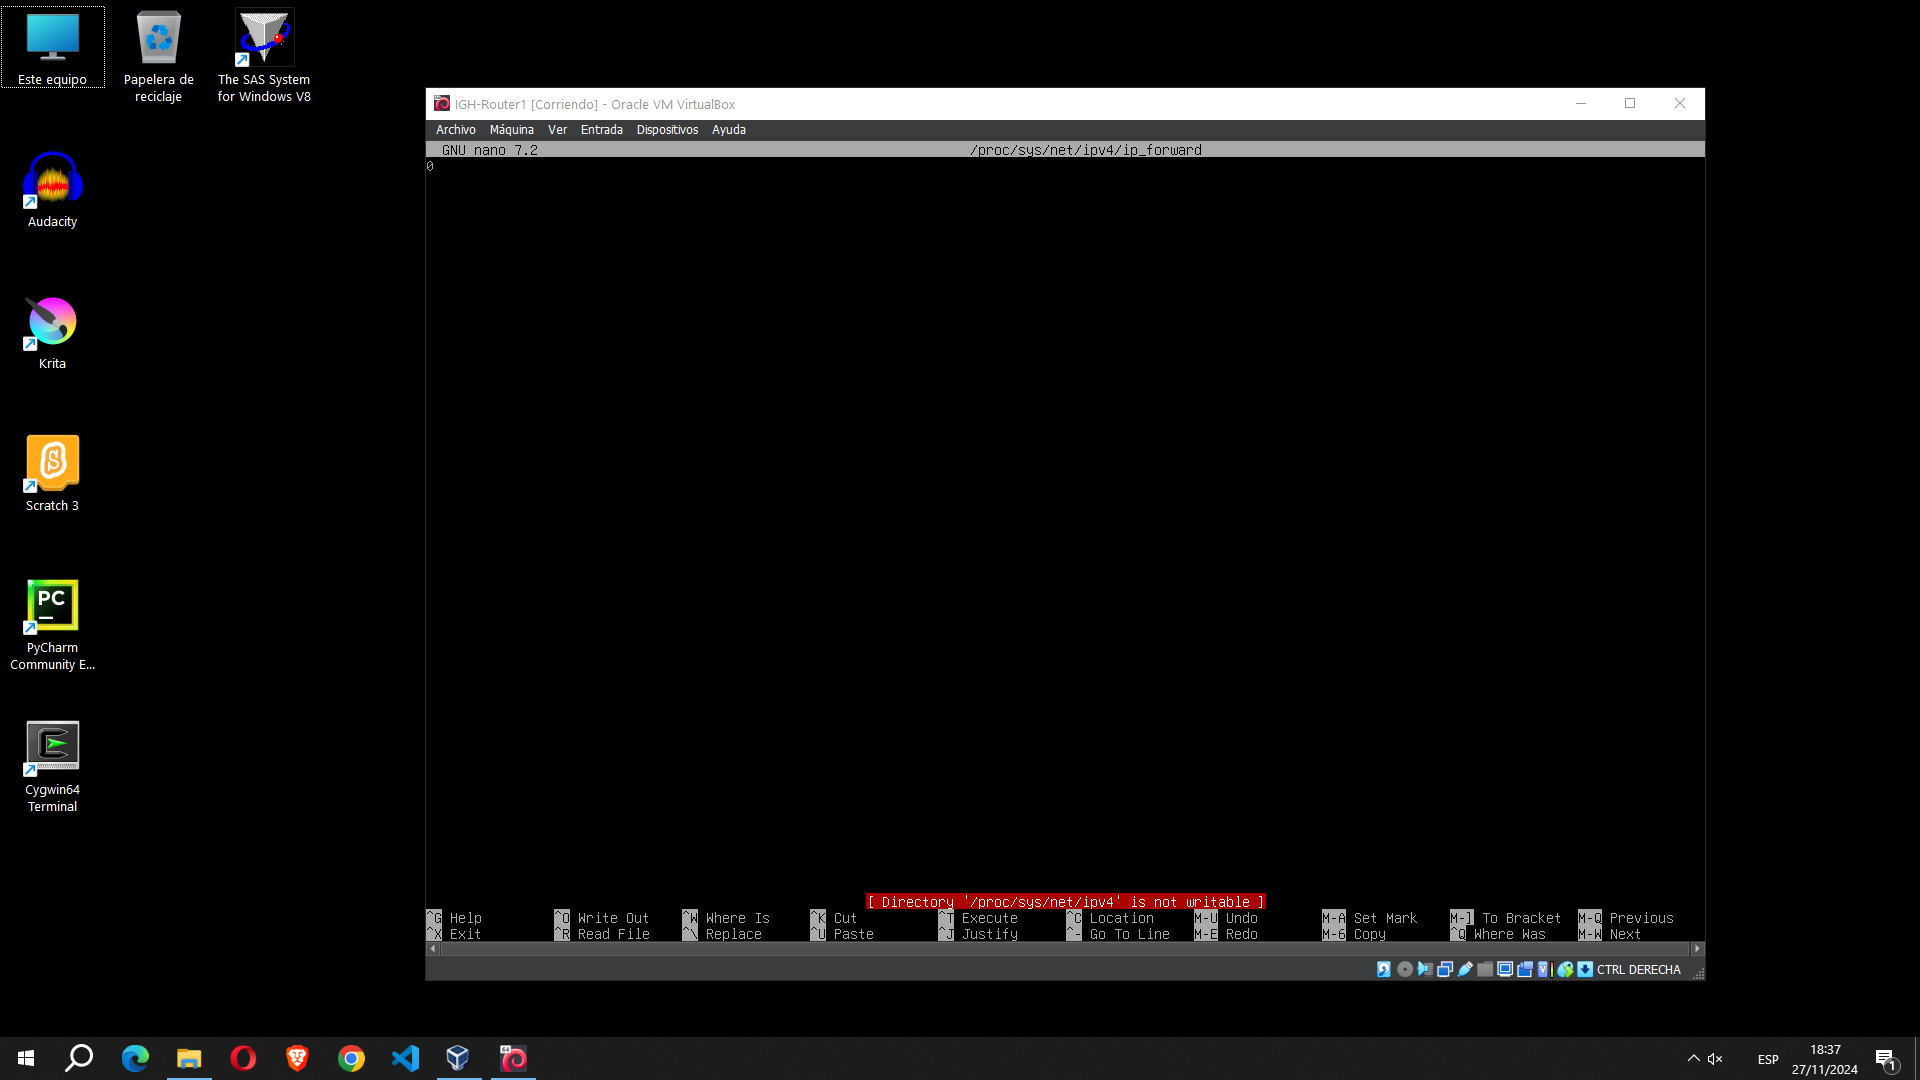 Este equipo
Papelera de
reciclaje
The SAS System
for Windows V8
Audacity
Krita
Scratch 3
PC
PyCharm
Community E...
Cygwin64
Terminal
IGH-Router1 [Corriendo] - Oracle VM VirtualBox
Archivo Máquina Ver Entrada Dispositivos Ayuda
GNU nano 7.2 /proc/sys/net/ipv4/ip_forward
0
[ Directory '/proc/sys/net/ipv4' is not writable ]
^G Help ^O Write Out ^W Where Is ^K Cut ^T Execute ^C Location M-U Undo M-A Set Mark M-] To Bracket M-Q Previous
^X Exit ^R Read File ^\ Replace ^U Paste ^J Justify ^- Go To Line M-E Redo M-6 Copy ^Q Where Was M-W Next
CTRL DERECHA
ESP
18:37
27/11/2024
1